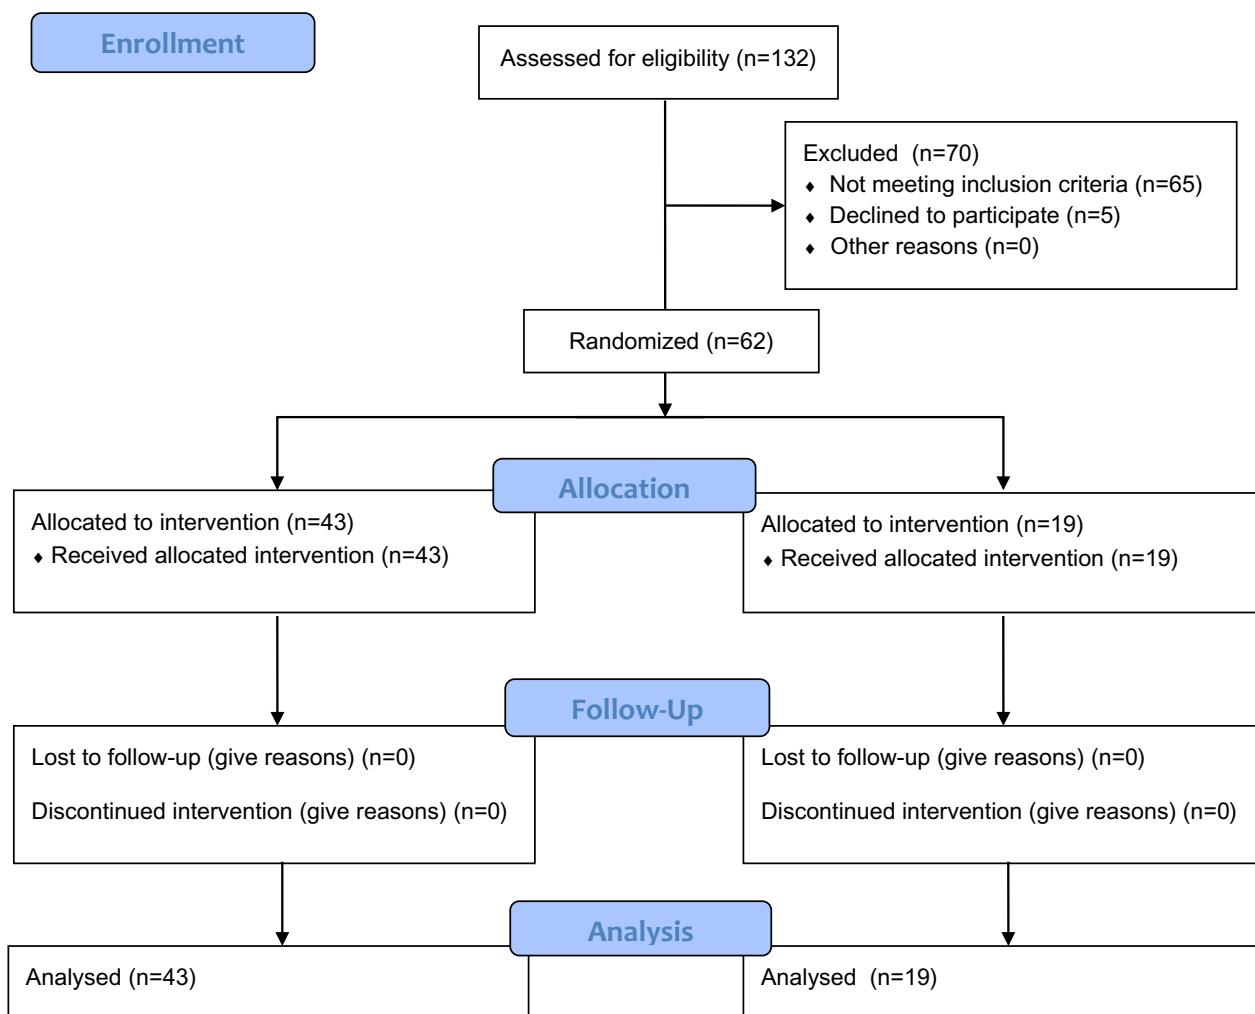 Enrollment
Assessed for eligibility (n=132)
Excluded (n=70)
♦ Not meeting inclusion criteria (n=65)
♦ Declined to participate (n=5)
♦ Other reasons (n=0)
Randomized (n=62)
Allocation
Allocated to intervention (n=43)
♦ Received allocated intervention (n=43)
Allocated to intervention (n=19)
♦ Received allocated intervention (n=19)
Follow-Up
Lost to follow-up (give reasons) (n=0)
Discontinued intervention (give reasons) (n=0)
Lost to follow-up (give reasons) (n=0)
Discontinued intervention (give reasons) (n=0)
Analysis
Analysed (n=43)
Analysed (n=19)